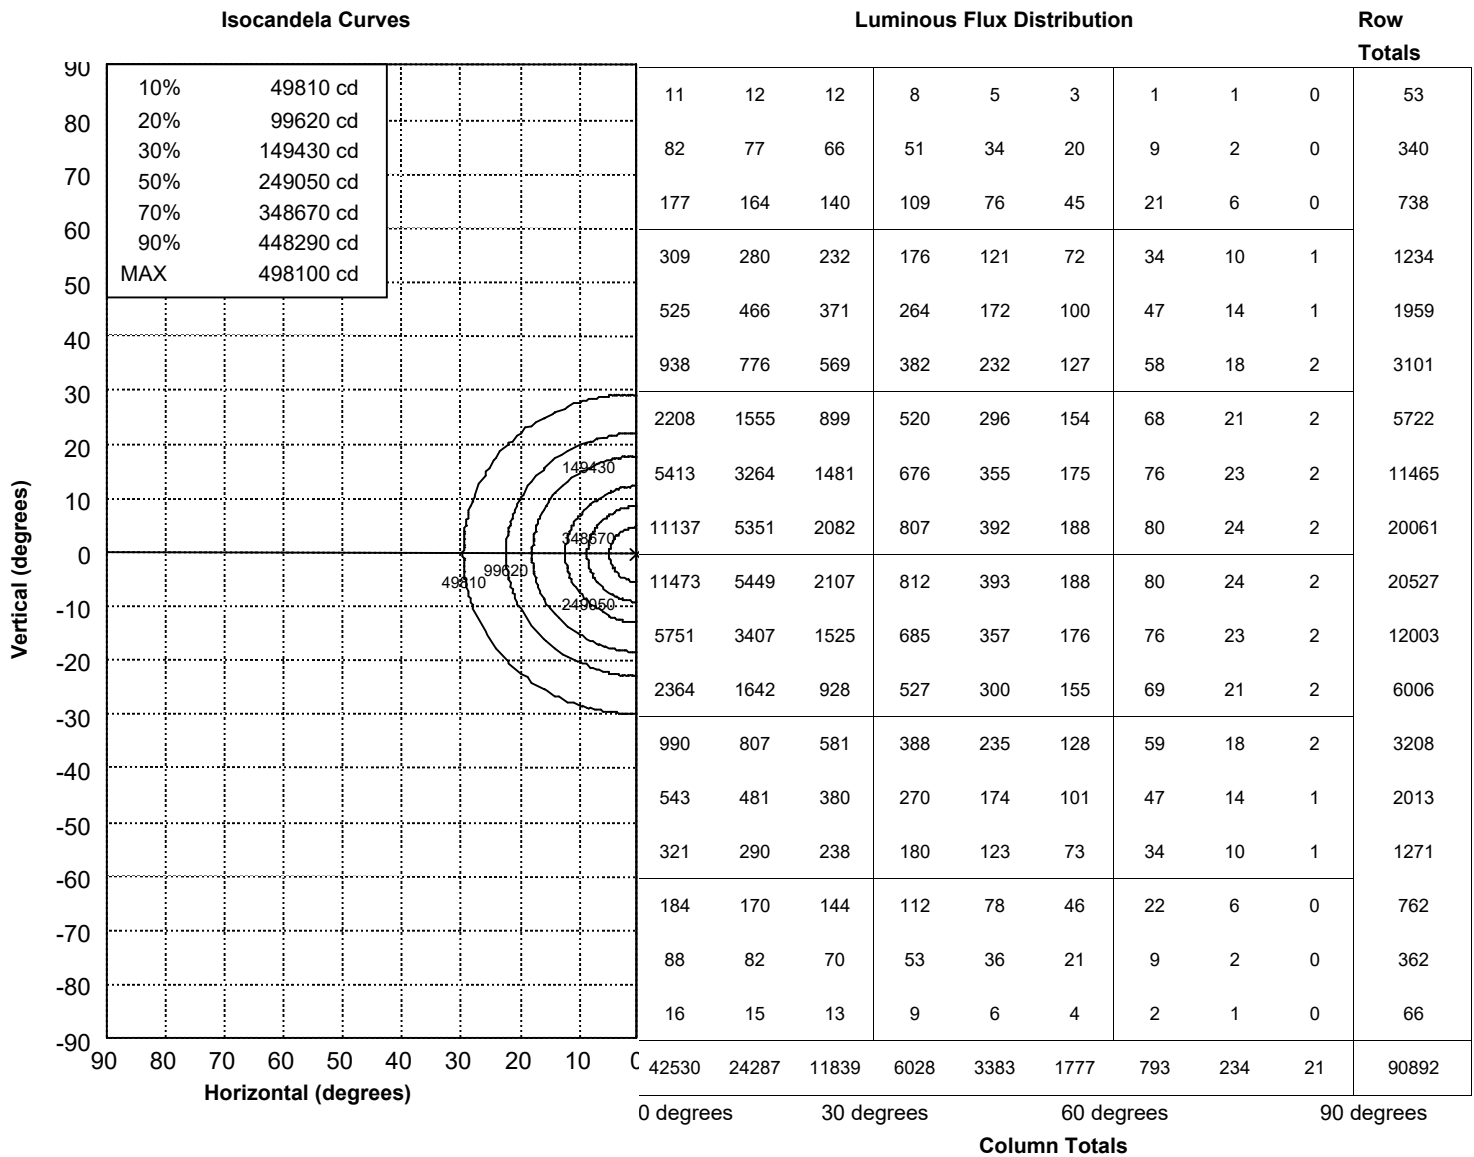 Isocandela Curves
Luminous Flux Distribution
Row
Totals
90
80
70
60
50
40
30
20
10
0
-10
-20
-30
-40
-50
-60
-70
-80
-90
Vertical (degrees)
10% 49810 cd
20% 99620 cd
30% 149430 cd
50% 249050 cd
70% 348670 cd
90% 448290 cd
MAX 498100 cd
149430
348670
99620
49810
249050
90 80 70 60 50 40 30 20 10 0
Horizontal (degrees)
11 12 12 8 5 3 1 1 0 53
82 77 66 51 34 20 9 2 0 340
177 164 140 109 76 45 21 6 0 738
309 280 232 176 121 72 34 10 1 1234
525 466 371 264 172 100 47 14 1 1959
938 776 569 382 232 127 58 18 2 3101
2208 1555 899 520 296 154 68 21 2 5722
5413 3264 1481 676 355 175 76 23 2 11465
11137 5351 2082 807 392 188 80 24 2 20061
11473 5449 2107 812 393 188 80 24 2 20527
5751 3407 1525 685 357 176 76 23 2 12003
2364 1642 928 527 300 155 69 21 2 6006
990 807 581 388 235 128 59 18 2 3208
543 481 380 270 174 101 47 14 1 2013
321 290 238 180 123 73 34 10 1 1271
184 170 144 112 78 46 22 6 0 762
88 82 70 53 36 21 9 2 0 362
16 15 13 9 6 4 2 1 0 66
42530 24287 11839 6028 3383 1777 793 234 21 90892
0 degrees 30 degrees 60 degrees 90 degrees
Column Totals